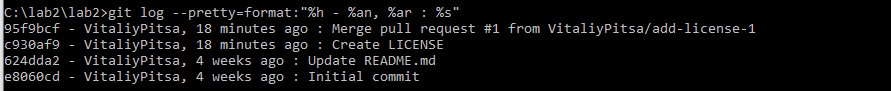 C:\lab2\lab2>git log --pretty=format:"%h - %an, %ar : %s"
95f9bcf - VitaliyPitsa, 18 minutes ago : Merge pull request #1 from VitaliyPitsa/add-license-1
c930af9 - VitaliyPitsa, 18 minutes ago : Create LICENSE
624dda2 - VitaliyPitsa, 4 weeks ago : Update README.md
e8060cd - VitaliyPitsa, 4 weeks ago : Initial commit